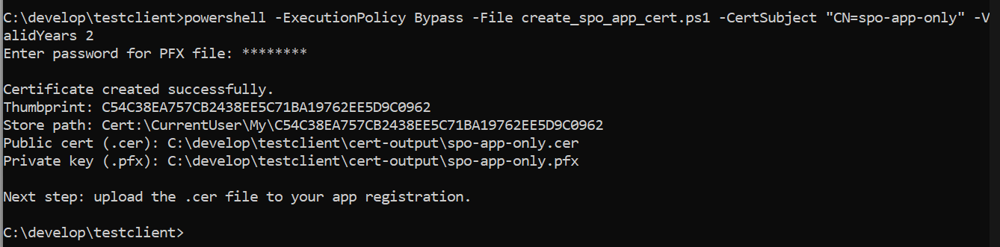 C:\develop\testclient>powershell -ExecutionPolicy Bypass -File create_spo_app_cert.ps1 -CertSubject "CN=spo-app-only" -V
alidYears 2
Enter password for PFX file: ********
Certificate created successfully.
Thumbprint: C54C38EA757CB2438EE5C71BA19762EE5D9C0962
Store path: Cert:\CurrentUser\My\C54C38EA757CB2438EE5C71BA19762EE5D9C0962
Public cert (.cer): C:\develop\testclient\cert-output\spo-app-only.cer
Private key (.pfx): C:\develop\testclient\cert-output\spo-app-only.pfx
Next step: upload the .cer file to your app registration.
C:\develop\testclient>